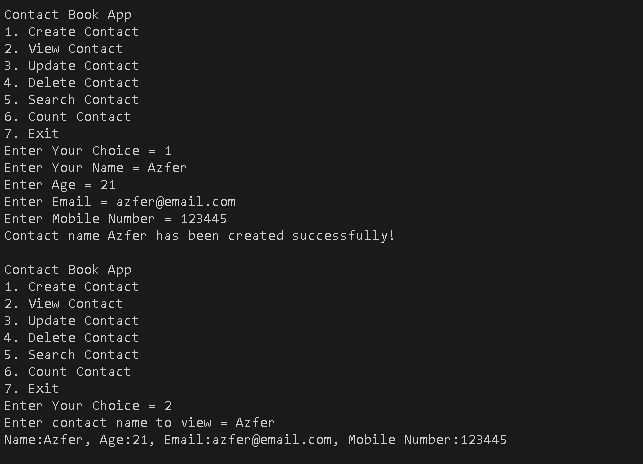 Contact Book App
1. Create Contact
2. View Contact
3. Update Contact
4. Delete Contact
5. Search Contact
6. Count Contact
7. Exit
Enter Your Choice = 1
Enter Your Name = Azfer
Enter Age = 21
Enter Email = azfer@email.com
Enter Mobile Number = 123445
Contact name Azfer has been created successfully!

Contact Book App
1. Create Contact
2. View Contact
3. Update Contact
4. Delete Contact
5. Search Contact
6. Count Contact
7. Exit
Enter Your Choice = 2
Enter contact name to view = Azfer
Name:Azfer, Age:21, Email:azfer@email.com, Mobile Number:123445